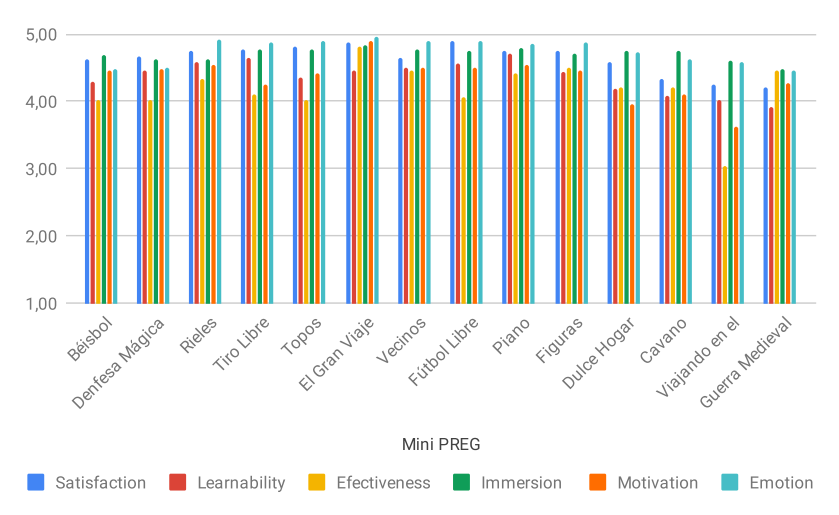 5,00
4,00
3,00
2,00
1,00
Béisbol
Denfesa Mágica
Rieles
Tiro Libre
Topos
El Gran Viaje
Vecinos
Fútbol Libre
Piano
Figuras
Dulce Hogar
Cavano
Viajando en el
Guerra Medieval
Mini PREG
Satisfaction Learnability Efectiveness Immersion Motivation Emotion